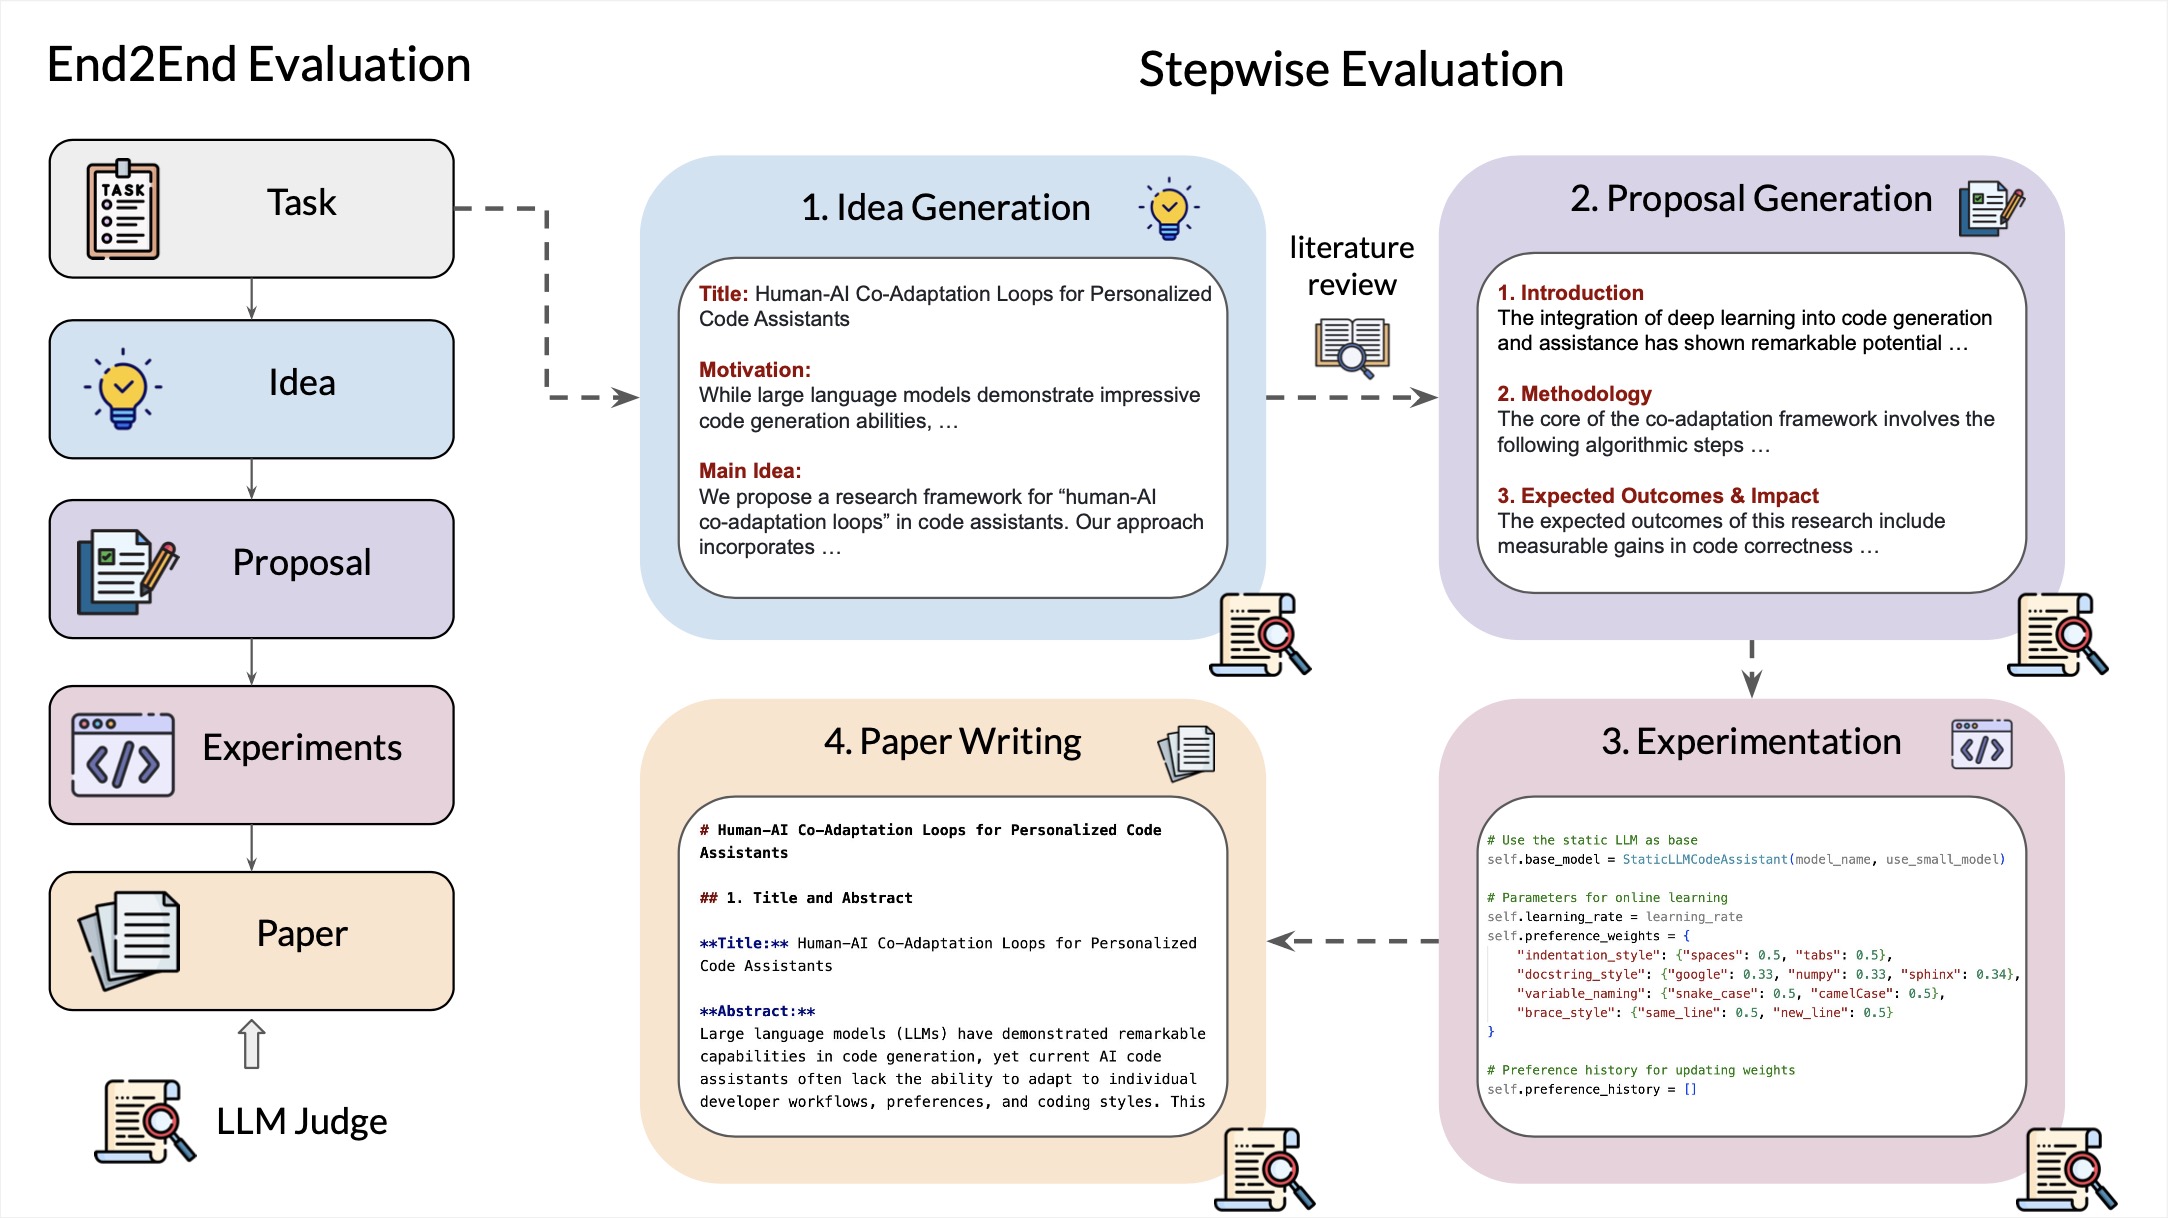 End2End Evaluation
TASK
Task
Idea
Proposal
Experiments
Paper
LLM Judge
Stepwise Evaluation
1. Idea Generation
Title: Human-AI Co-Adaptation Loops for Personalized
Code Assistants
Motivation:
While large language models demonstrate impressive
code generation abilities, …
Main Idea:
We propose a research framework for “human-AI
co-adaptation loops” in code assistants. Our approach
incorporates …
literature
review
2. Proposal Generation
1. Introduction
The integration of deep learning into code generation
and assistance has shown remarkable potential …
2. Methodology
The core of the co-adaptation framework involves the
following algorithmic steps …
3. Expected Outcomes & Impact
The expected outcomes of this research include
measurable gains in code correctness …
3. Experimentation
</>
# Use the static LLM as base
self.base_model = StaticLLMCodeAssistant(model_name, use_small_model)
# Parameters for online learning
self.learning_rate = learning_rate
self.preference_weights = {
"indentation_style": {"spaces": 0.5, "tabs": 0.5},
"docstring_style": {"google": 0.33, "numpy": 0.33, "sphinx": 0.34},
"variable_naming": {"snake_case": 0.5, "camelCase": 0.5},
"brace_style": {"same_line": 0.5, "new_line": 0.5}
}
# Preference history for updating weights
self.preference_history = []
4. Paper Writing
# Human-AI Co-Adaptation Loops for Personalized Code
Assistants
## 1. Title and Abstract
**Title:** Human-AI Co-Adaptation Loops for Personalized
Code Assistants
**Abstract:**
Large language models (LLMs) have demonstrated remarkable
capabilities in code generation, yet current AI code
assistants often lack the ability to adapt to individual
developer workflows, preferences, and coding styles. This